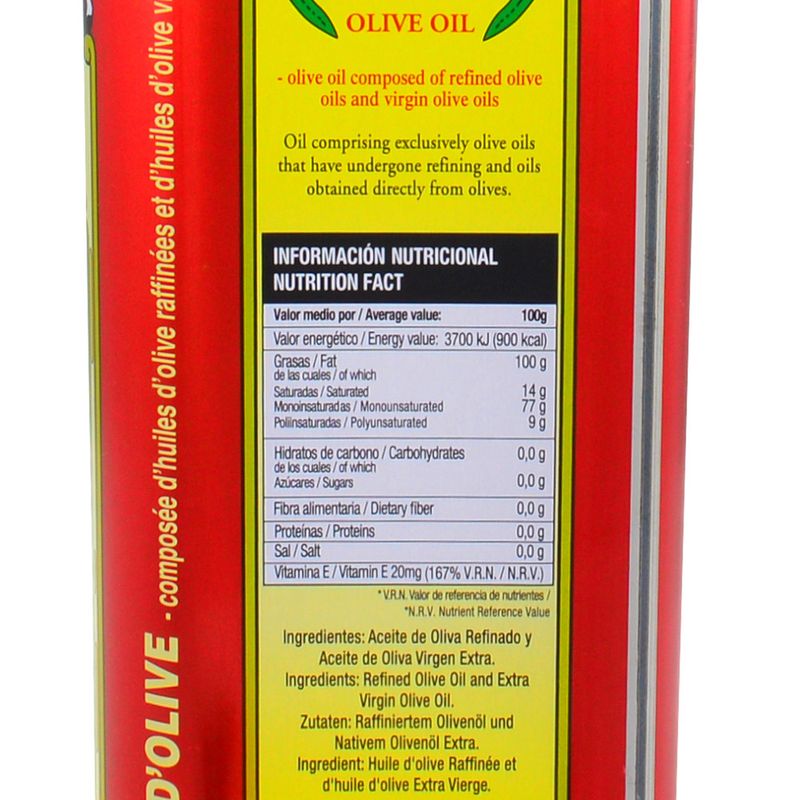 OLIVE OIL
- olive oil composed of refined olive
oils and virgin olive oils
Oil comprising exclusively olive oils
that have undergone refining and oils
obtained directly from olives.
INFORMACIÓN NUTRICIONAL
NUTRITION FACT
Valor medio por / Average value: 100g
Valor energético / Energy value: 3700 kJ (900 kcal)
Grasas / Fat 100 g
de las cuales / of which
Saturadas / Saturated 14 g
Monoinsaturadas / Monounsaturated 77 g
Poliinsaturadas / Polyunsaturated 9 g
Hidratos de carbono / Carbohydrates 0,0 g
de los cuales / of which
Azúcares / Sugars 0,0 g
Fibra alimentaria / Dietary fiber 0,0 g
Proteínas / Proteins 0,0 g
Sal / Salt 0,0 g
Vitamina E / Vitamin E 20mg (167% V.R.N. / N.R.V.)
* V.R.N. Valor de referencia de nutrientes /
*N.R.V. Nutrient Reference Value
Ingredientes: Aceite de Oliva Refinado y
Aceite de Oliva Virgen Extra.
Ingredients: Refined Olive Oil and Extra
Virgin Olive Oil.
Zutaten: Raffiniertem Olivenöl und
Nativem Olivenöl Extra.
Ingredient: Huile d'olive Raffinée et
d'huile d'olive Extra Vierge.
D'OLIVE - composée d'huiles d'olive raffinées et d'huiles d'olive